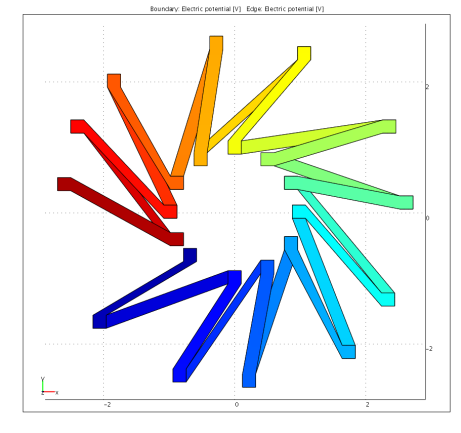 Boundary: Electric potential [V]   Edge: Electric potential [V]
2
0
-2
y
z x
-2 0 2